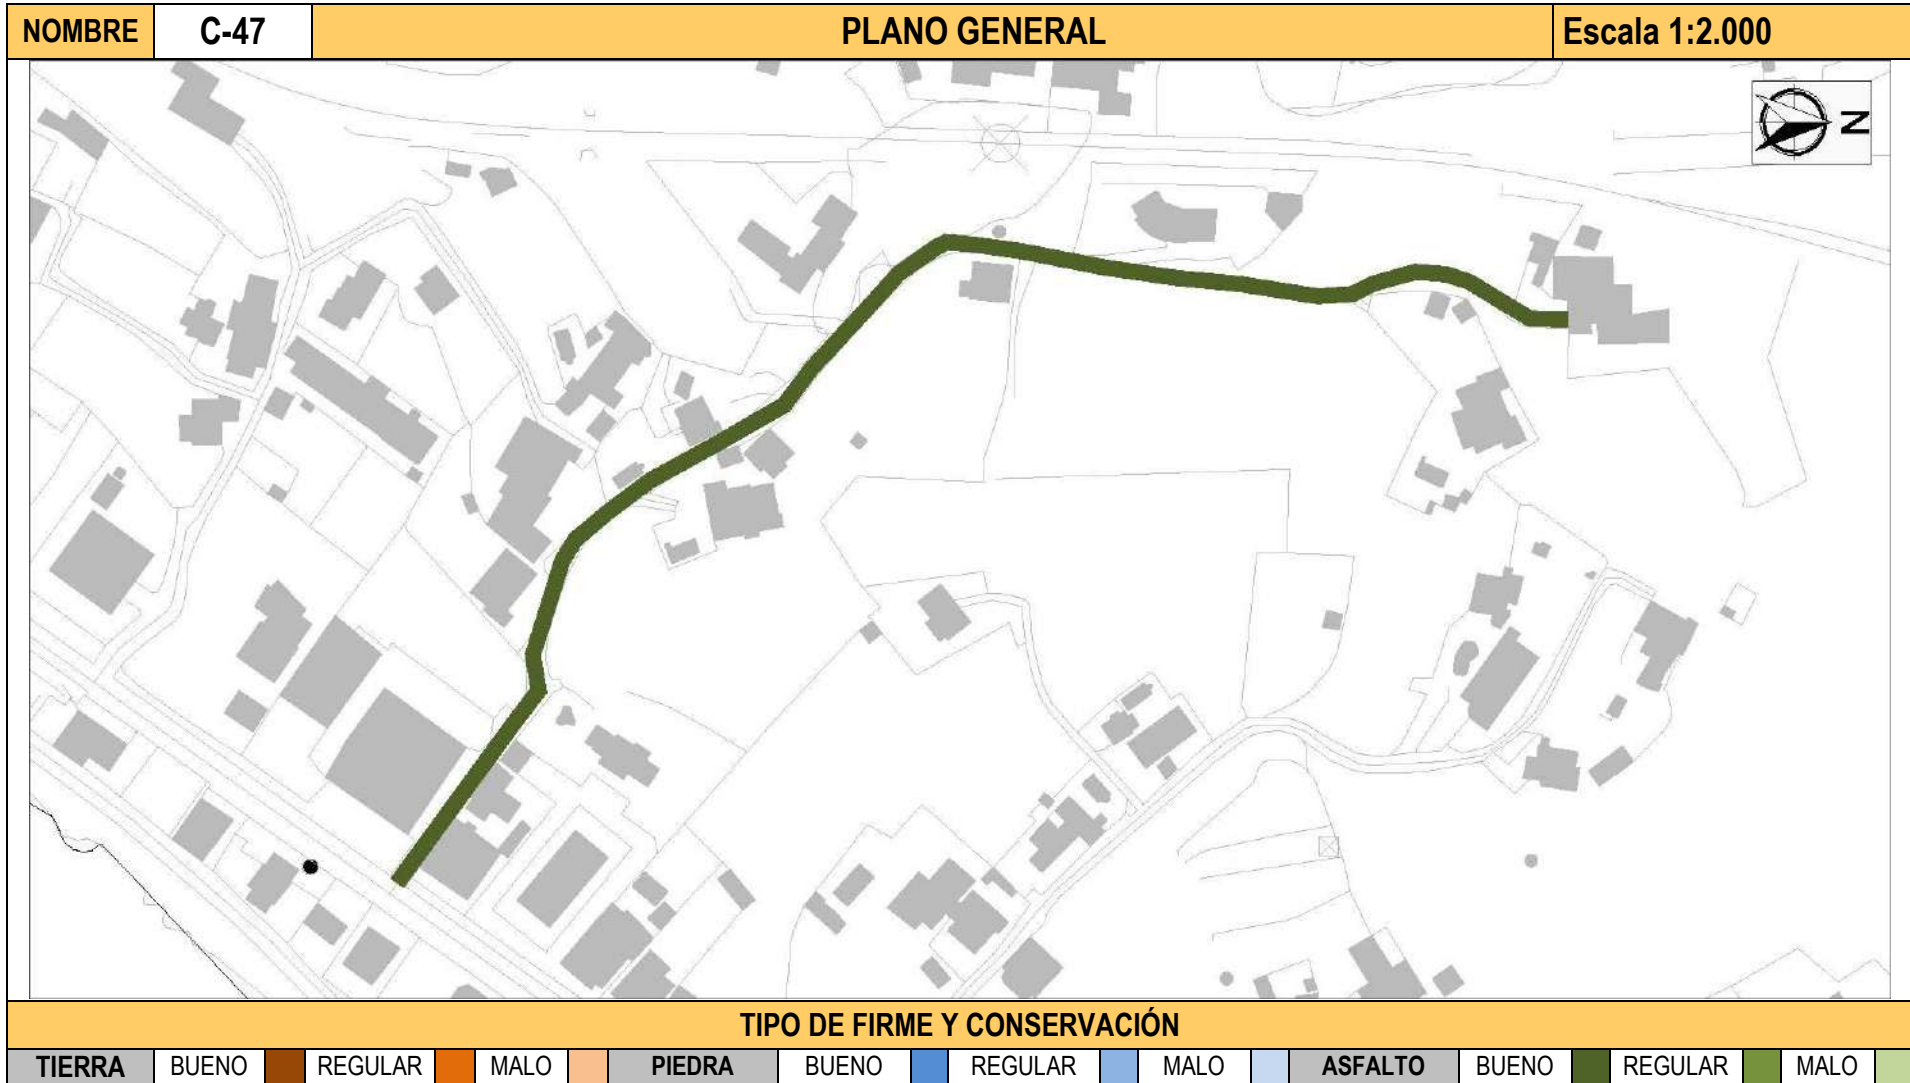 NOMBRE C-47 PLANO GENERAL Escala 1:2.000
N
TIPO DE FIRME Y CONSERVACIÓN
TIERRA BUENO REGULAR MALO PIEDRA BUENO REGULAR MALO ASFALTO BUENO REGULAR MALO